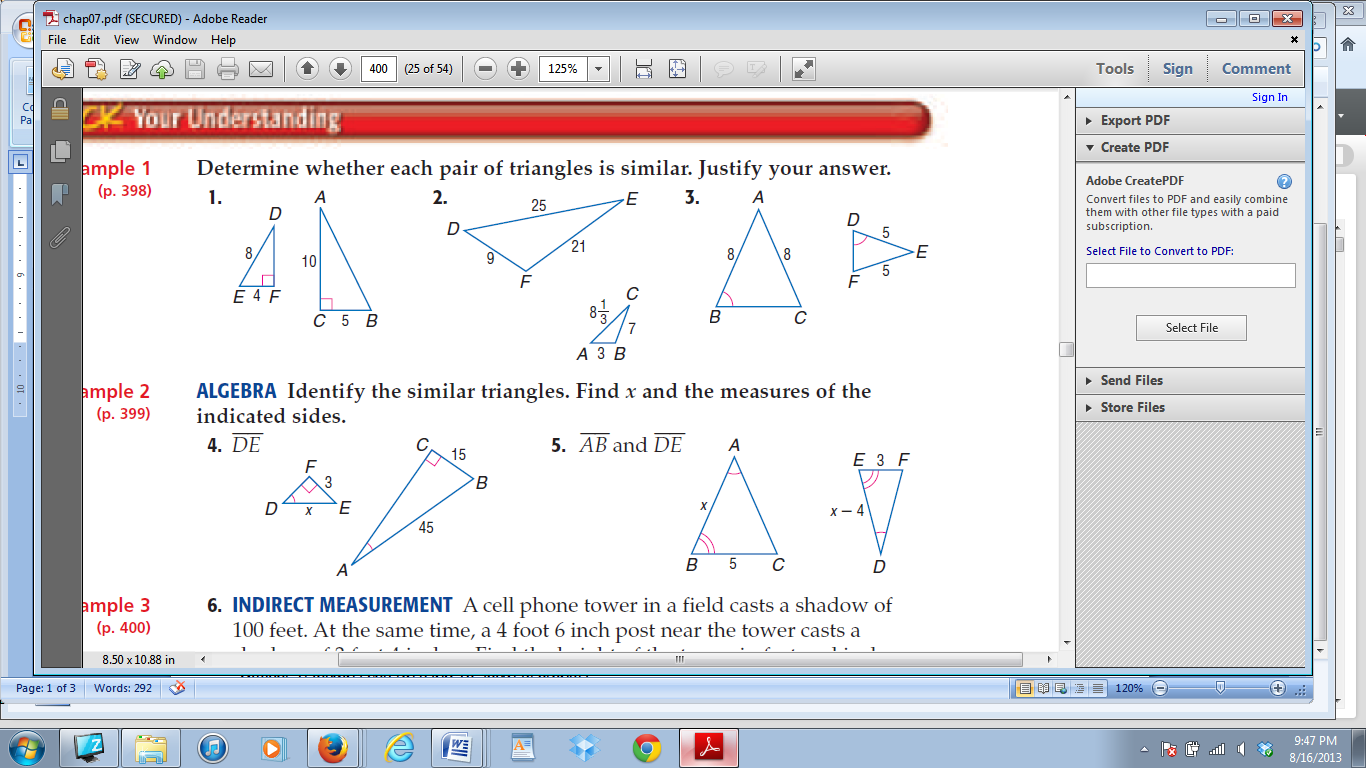 chap07.pdf (SECURED) - Adobe Reader
File Edit View Window Help
400 (25 of 54) 125% Tools Sign Comment
Sign In
CK Your Understanding
Export PDF
Create PDF
Adobe CreatePDF
Convert files to PDF and easily combine
them with other file types with a paid
subscription.
Select File to Convert to PDF:
Select File
Send Files
Store Files
ample 1
(p. 398)
Determine whether each pair of triangles is similar. Justify your answer.
1.
D
8
E 4 F
A
10
C 5 B
2.
D 25 E
9 21
F
C
8 1/3
7
A 3 B
3.
A
8 8
B C
D 5
E
F 5
ample 2
(p. 399)
ALGEBRA Identify the similar triangles. Find x and the measures of the
indicated sides.
4. DE
F
3
D x E
C 15
B
45
A
5. AB and DE
A
x
B 5 C
E 3 F
x − 4
D
ample 3
(p. 400)
6. INDIRECT MEASUREMENT A cell phone tower in a field casts a shadow of
100 feet. At the same time, a 4 foot 6 inch post near the tower casts a
8.50 x 10.88 in
Page: 1 of 3 Words: 292 120%
9:47 PM
8/16/2013